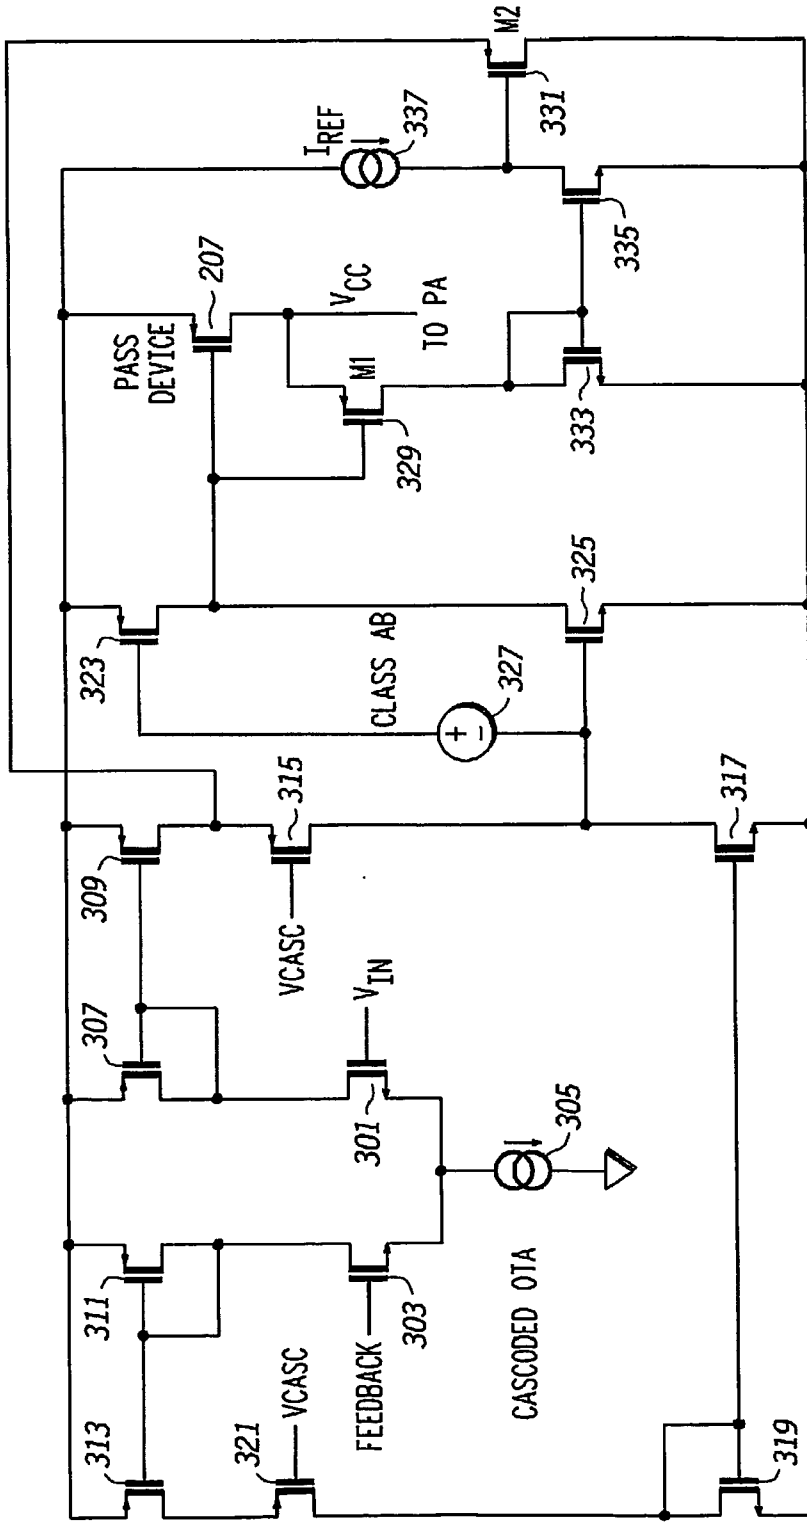 313
311
307
309
323
PASS
DEVICE
207
I_REF
337
M2
331
321
VCASC
FEEDBACK
303
301
V_IN
VCASC
315
CLASS AB
327
325
329
M1
V_CC
TO PA
333
335
CASCODED OTA
305
317
319